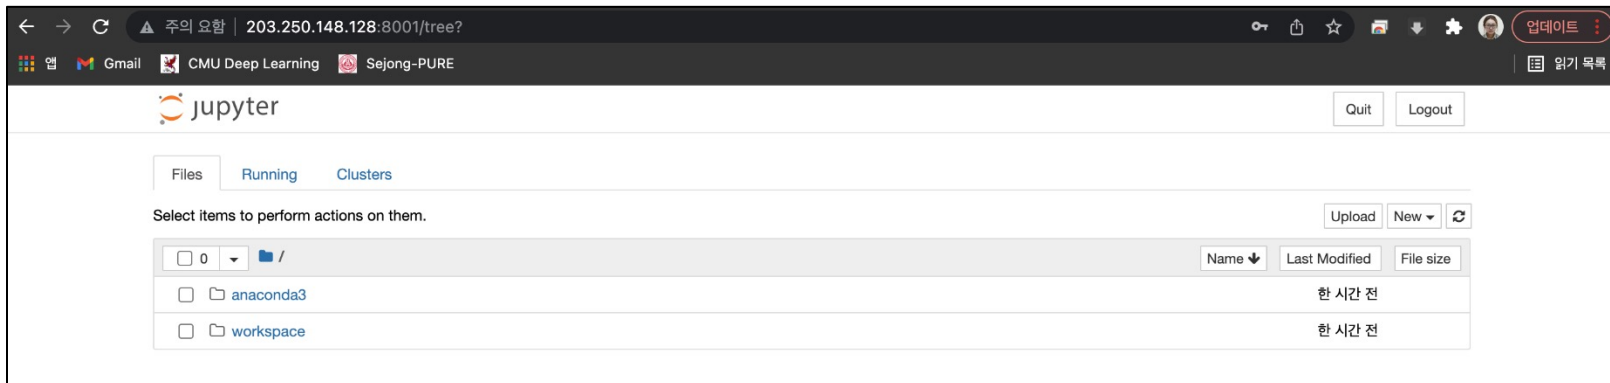 주의 요함 | 203.250.148.128:8001/tree? 업데이트
앱 Gmail CMU Deep Learning Sejong-PURE 읽기 목록
jupyter Quit Logout
Files Running Clusters
Select items to perform actions on them. Upload New
0 / Name Last Modified File size
anaconda3 한 시간 전
workspace 한 시간 전